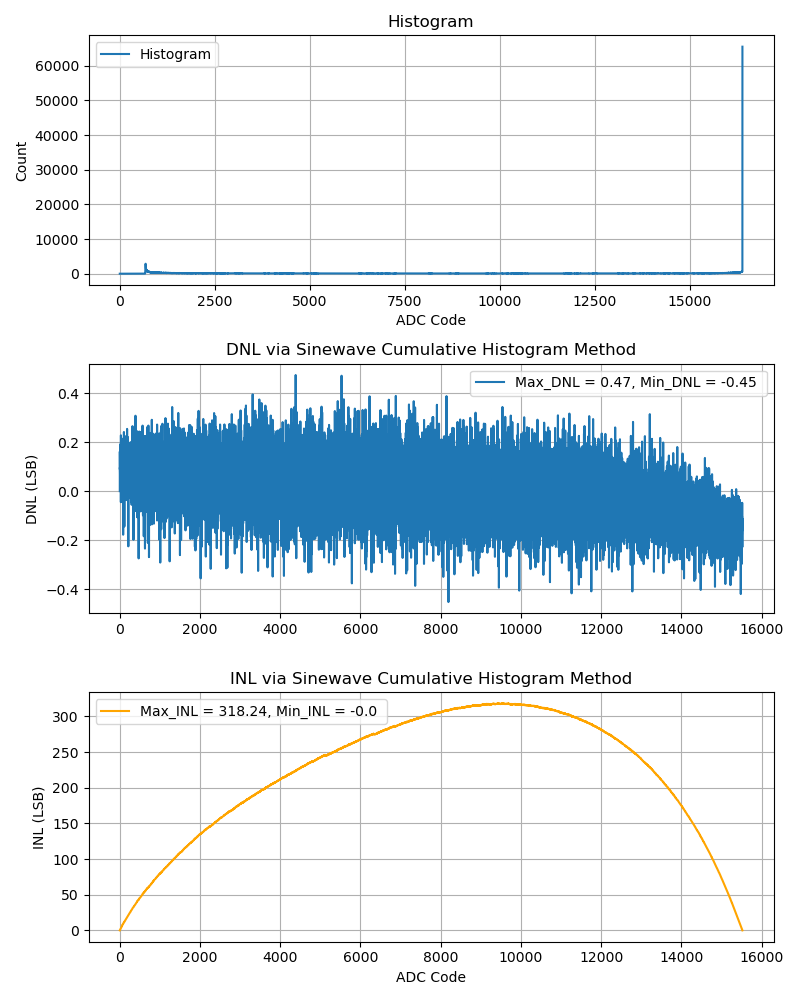 Histogram
Histogram
60000
50000
40000
30000
20000
10000
0
Count
0 2500 5000 7500 10000 12500 15000
ADC Code
DNL via Sinewave Cumulative Histogram Method
Max_DNL = 0.47, Min_DNL = -0.45
0.4
0.2
0.0
−0.2
−0.4
DNL (LSB)
0 2000 4000 6000 8000 10000 12000 14000 16000
INL via Sinewave Cumulative Histogram Method
Max_INL = 318.24, Min_INL = -0.0
300
250
200
150
100
50
0
INL (LSB)
0 2000 4000 6000 8000 10000 12000 14000 16000
ADC Code